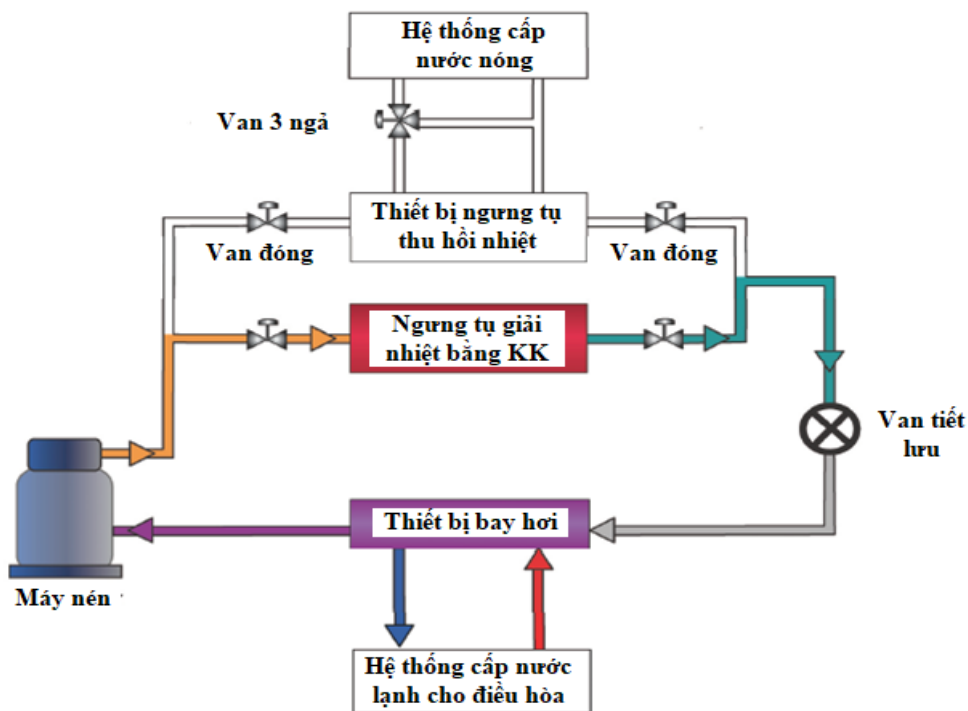 Hệ thống cấp
nước nóng
Van 3 ngả
Thiết bị ngưng tụ
thu hồi nhiệt
Van đóng
Van đóng
Ngưng tụ giải
nhiệt bằng KK
Van tiết
lưu
Thiết bị bay hơi
Máy nén
Hệ thống cấp nước
lạnh cho điều hòa